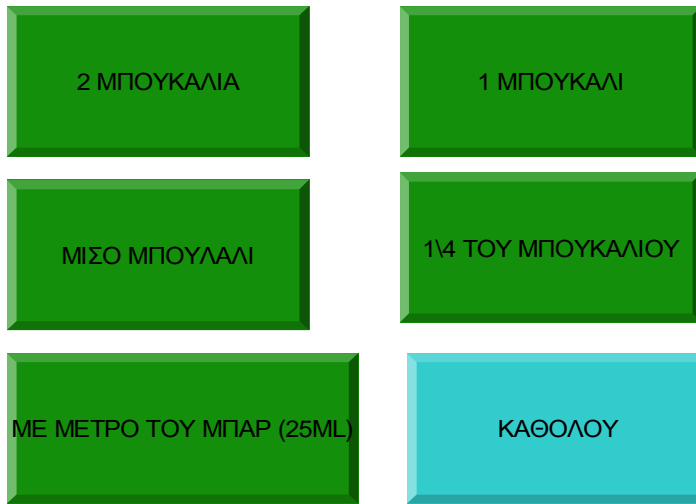 2 ΜΠΟΥΚΑΛΙΑ
1 ΜΠΟΥΚΑΛΙ
ΜΙΣΟ ΜΠΟΥΛΑΛΙ
1\4 ΤΟΥ ΜΠΟΥΚΑΛΙΟΥ
ΜΕ ΜΕΤΡΟ ΤΟΥ ΜΠΑΡ (25ML)
ΚΑΘΟΛΟΥ